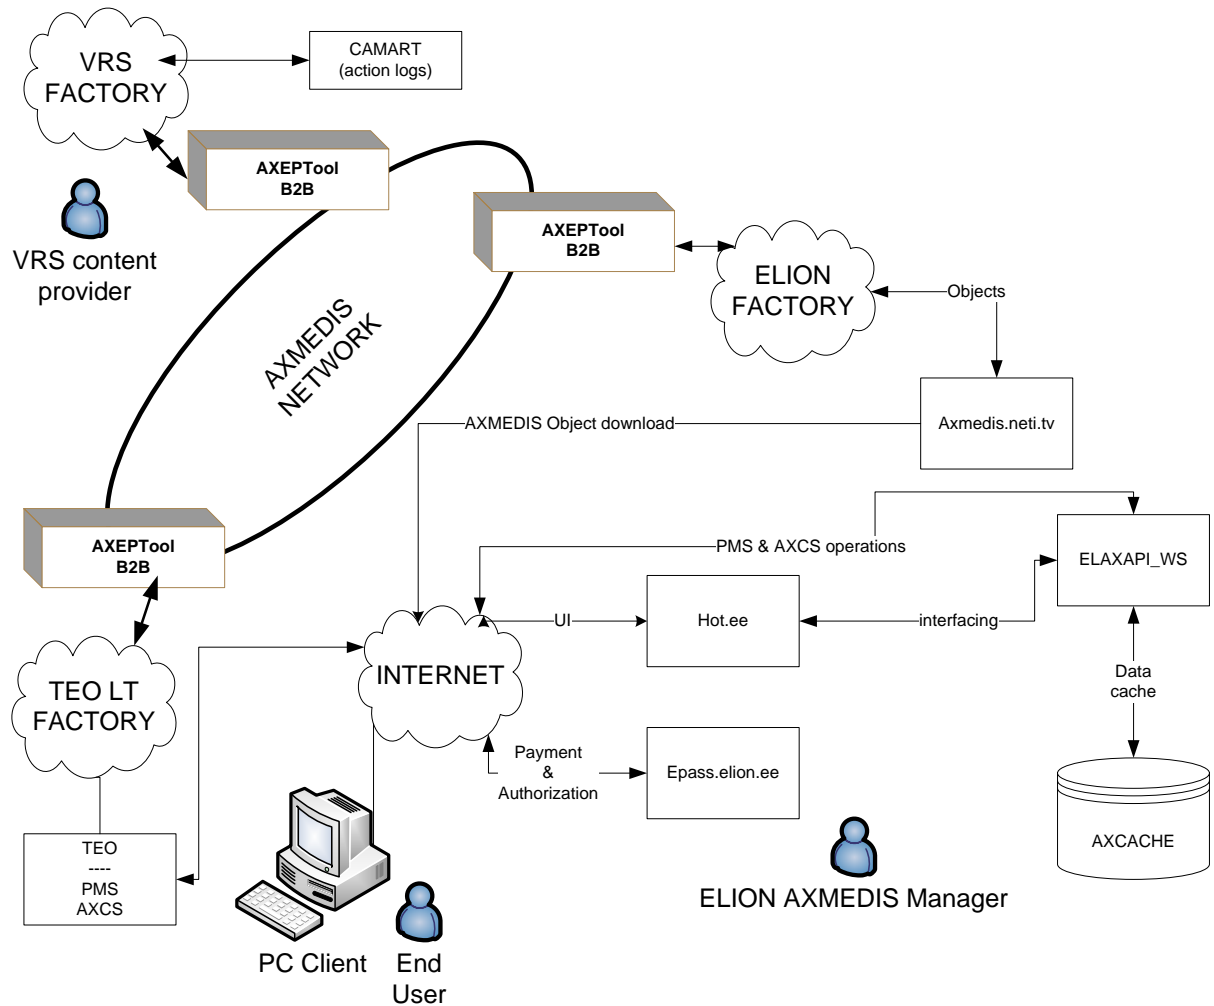 VRS
FACTORY
CAMART
(action logs)
AXEPTool
B2B
VRS content
provider
AXEPTool
B2B
ELION
FACTORY
Objects
AXMEDIS
NETWORK
AXMEDIS Object download
Axmedis.neti.tv
AXEPTool
B2B
PMS & AXCS operations
ELAXAPI_WS
UI
Hot.ee
interfacing
INTERNET
TEO LT
FACTORY
Data
cache
Payment
&
Authorization
Epass.elion.ee
AXCACHE
TEO
----
PMS
AXCS
ELION AXMEDIS Manager
PC Client
End
User